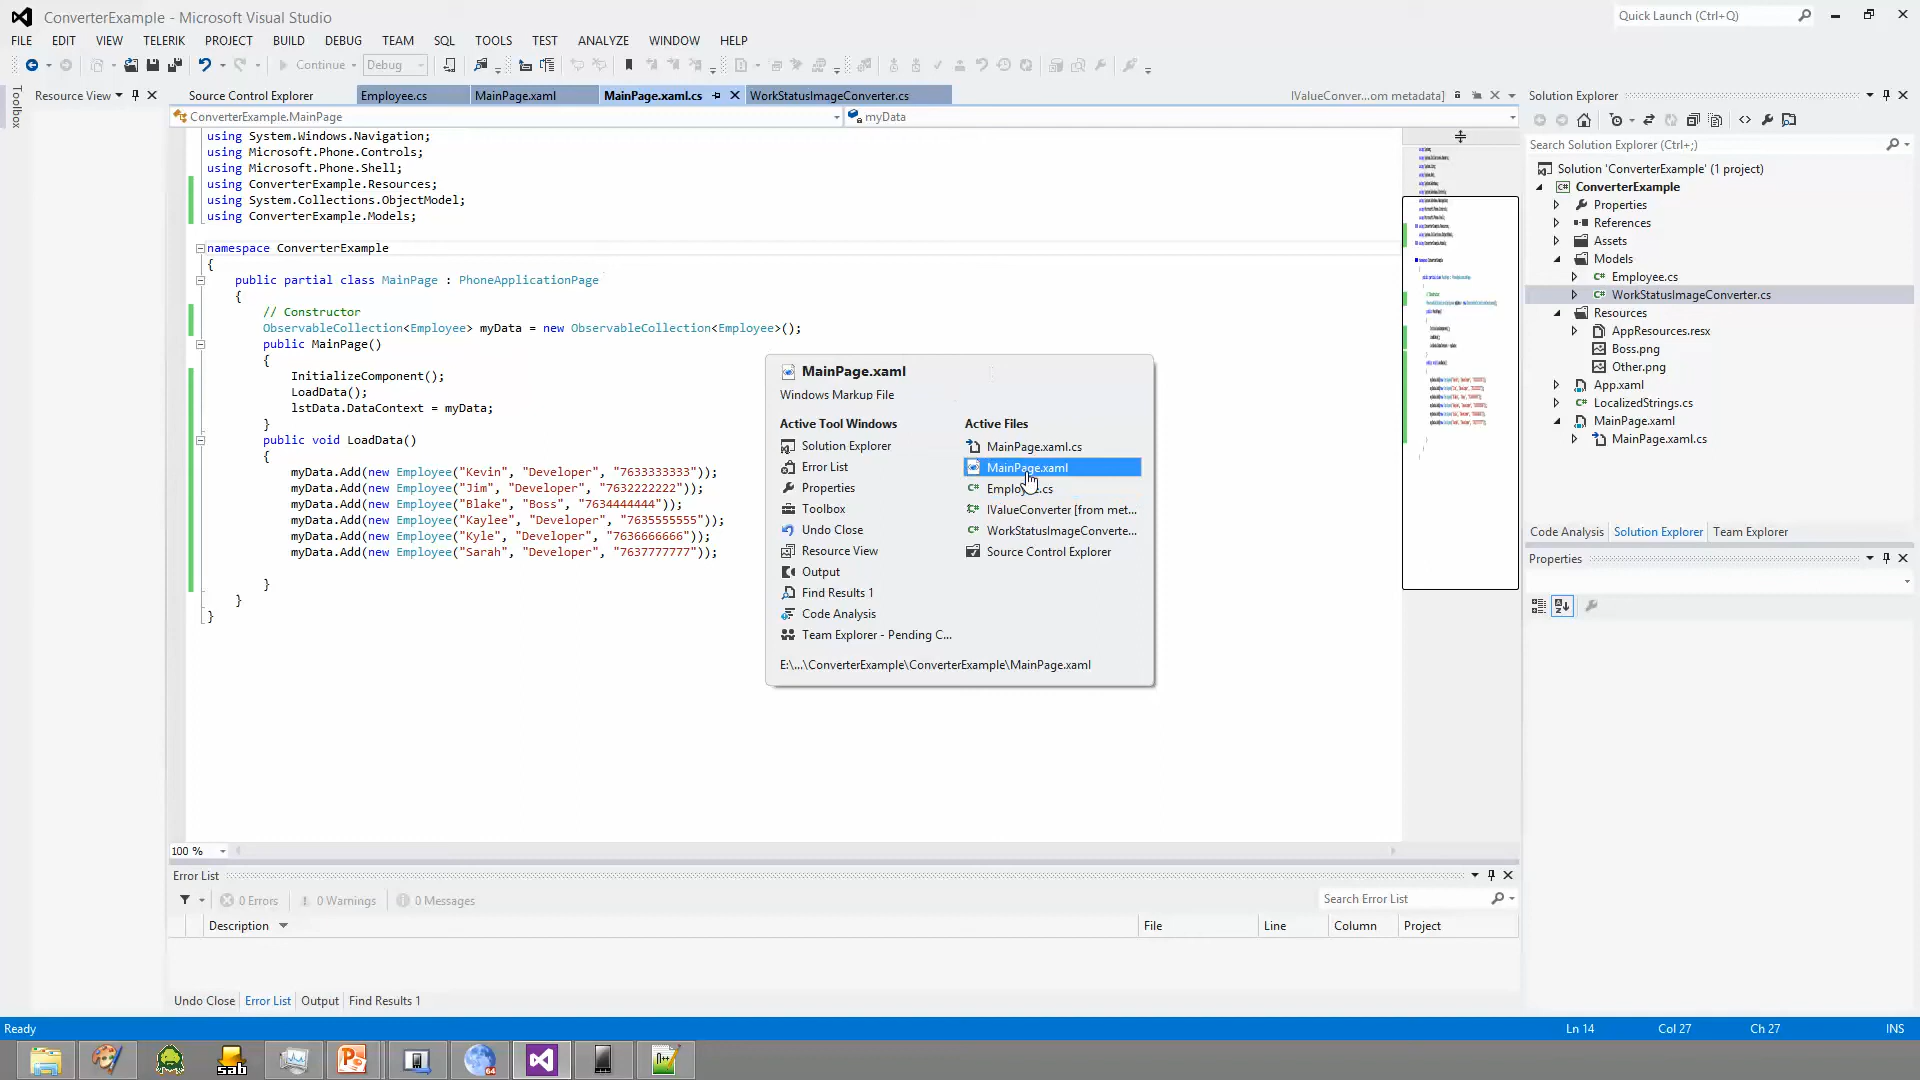 ConverterExample - Microsoft Visual Studio
Quick Launch (Ctrl+Q)
FILE EDIT VIEW TELERIK PROJECT BUILD DEBUG TEAM SQL TOOLS TEST ANALYZE WINDOW HELP
Continue Debug
Toolbox
Resource View
Source Control Explorer Employee.cs MainPage.xaml MainPage.xaml.cs WorkStatusImageConverter.cs IValueConver...om metadata]
ConverterExample.MainPage myData
using System.Windows.Navigation;
using Microsoft.Phone.Controls;
using Microsoft.Phone.Shell;
using ConverterExample.Resources;
using System.Collections.ObjectModel;
using ConverterExample.Models;
namespace ConverterExample
{
public partial class MainPage : PhoneApplicationPage
{
// Constructor
ObservableCollection<Employee> myData = new ObservableCollection<Employee>();
public MainPage()
{
InitializeComponent();
LoadData();
lstData.DataContext = myData;
}
public void LoadData()
{
myData.Add(new Employee("Kevin", "Developer", "7633333333"));
myData.Add(new Employee("Jim", "Developer", "7632222222"));
myData.Add(new Employee("Blake", "Boss", "7634444444"));
myData.Add(new Employee("Kaylee", "Developer", "7635555555"));
myData.Add(new Employee("Kyle", "Developer", "7636666666"));
myData.Add(new Employee("Sarah", "Developer", "7637777777"));
}
}
}
MainPage.xaml
Windows Markup File
Active Tool Windows
Solution Explorer
Error List
Properties
Toolbox
Undo Close
Resource View
Output
Find Results 1
Code Analysis
Team Explorer - Pending C...
Active Files
MainPage.xaml.cs
MainPage.xaml
Employee.cs
IValueConverter [from met...
WorkStatusImageConverte...
Source Control Explorer
E:\...\ConverterExample\ConverterExample\MainPage.xaml
100 %
Error List
0 Errors 0 Warnings 0 Messages
Search Error List
Description File Line Column Project
Undo Close Error List Output Find Results 1
Solution Explorer
Search Solution Explorer (Ctrl+;)
Solution 'ConverterExample' (1 project)
ConverterExample
Properties
References
Assets
Models
Employee.cs
WorkStatusImageConverter.cs
Resources
AppResources.resx
Boss.png
Other.png
App.xaml
LocalizedStrings.cs
MainPage.xaml
MainPage.xaml.cs
Code Analysis Solution Explorer Team Explorer
Properties
Ready Ln 14 Col 27 Ch 27 INS
sab
64